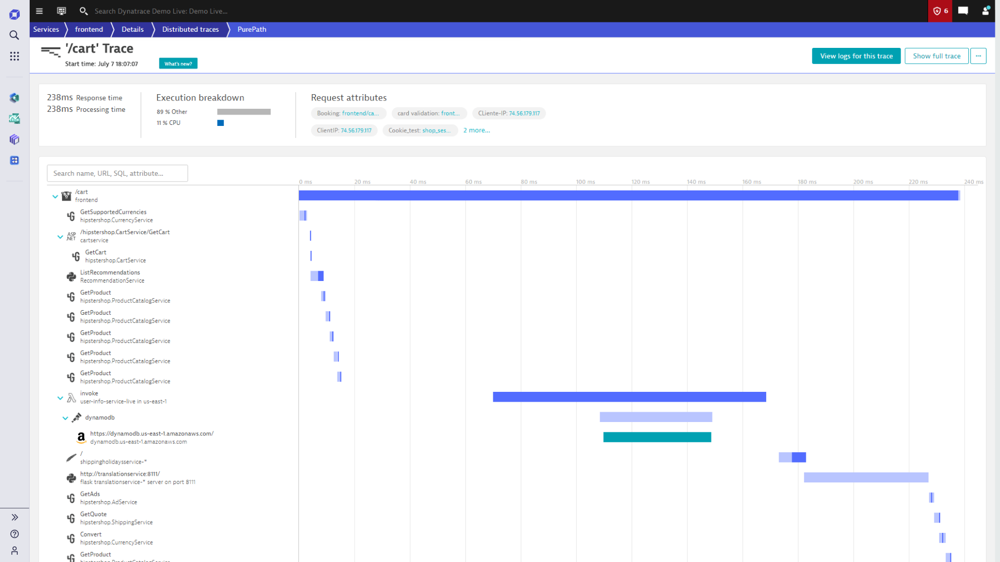 Search Dynatrace Demo Live: Demo Live...
6
Services frontend Details Distributed traces PurePath
'/cart' Trace
Start time: July 7 18:07:07
What's new?
View logs for this trace
Show full trace
...
238ms Response time
238ms Processing time
Execution breakdown
89 % Other
11 % CPU
Request attributes
Booking: frontend/ca... card validation: front... CLiente-IP: 74.56.179.117
ClientIP: 74.56.179.117 Cookie_test: shop_ses... 2 more...
Search name, URL, SQL, attribute...
0 ms 20 ms 40 ms 60 ms 80 ms 100 ms 120 ms 140 ms 160 ms 180 ms 200 ms 220 ms 240 ms
/cart
frontend
GetSupportedCurrencies
hipstershop.CurrencyService
ASP
.NET
/hipstershop.CartService/GetCart
cartservice
GetCart
hipstershop.CartService
ListRecommendations
RecommendationService
GetProduct
hipstershop.ProductCatalogService
GetProduct
hipstershop.ProductCatalogService
GetProduct
hipstershop.ProductCatalogService
GetProduct
hipstershop.ProductCatalogService
GetProduct
hipstershop.ProductCatalogService
invoke
user-info-service-live in us-east-1
dynamodb
https://dynamodb.us-east-1.amazonaws.com/
dynamodb.us-east-1.amazonaws.com
/
shippingholidaysservice-*
http://translationservice:8111/
flask translationservice-* server on port 8111
GetAds
hipstershop.AdService
GetQuote
hipstershop.ShippingService
Convert
hipstershop.CurrencyService
GetProduct
hipstershop.ProductCatalogService